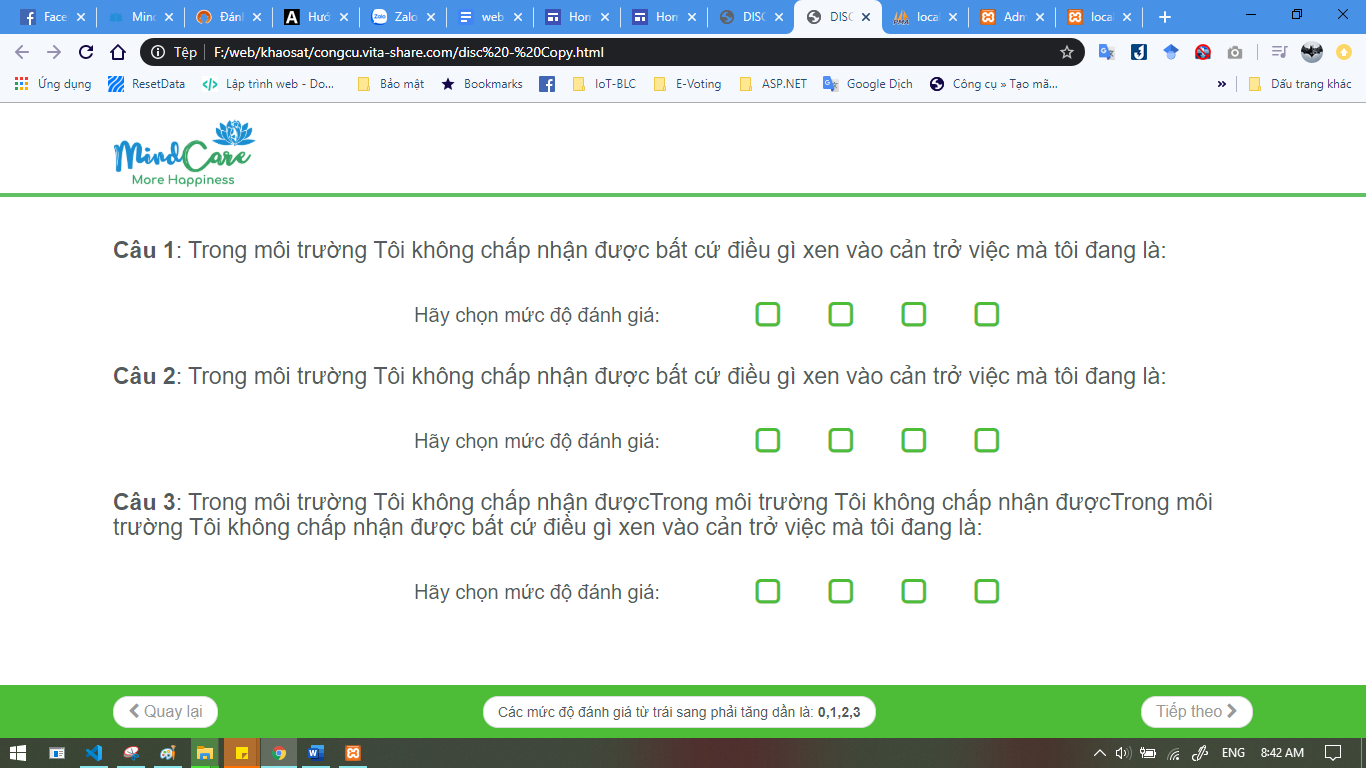 Face
Minc
Đánl
Hướ
Zalo
web
Hom
Hom
DISC
DISC
loca
Adm
loca
Tệp
F:/web/khaosat/congcu.vita-share.com/disc%20-%20Copy.html
Ứng dụng
ResetData
Lập trình web - Do...
Bảo mật
Bookmarks
IoT-BLC
E-Voting
ASP.NET
Google Dịch
Công cụ » Tạo mã...
»
Dấu trang khác
MindCare
More Happiness
Câu 1: Trong môi trường Tôi không chấp nhận được bất cứ điều gì xen vào cản trở việc mà tôi đang là:
Hãy chọn mức độ đánh giá:
Câu 2: Trong môi trường Tôi không chấp nhận được bất cứ điều gì xen vào cản trở việc mà tôi đang là:
Hãy chọn mức độ đánh giá:
Câu 3: Trong môi trường Tôi không chấp nhận đượcTrong môi trường Tôi không chấp nhận đượcTrong môi
trường Tôi không chấp nhận được bất cứ điều gì xen vào cản trở việc mà tôi đang là:
Hãy chọn mức độ đánh giá:
Quay lại
Các mức độ đánh giá từ trái sang phải tăng dần là: 0,1,2,3
Tiếp theo
ENG
8:42 AM